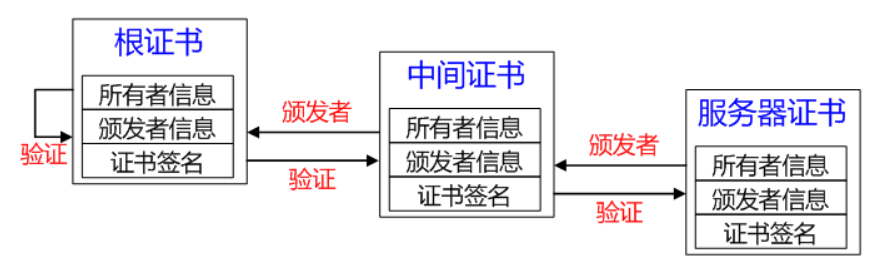 根证书
所有者信息
颁发者信息
证书签名
验证
颁发者
验证
中间证书
所有者信息
颁发者信息
证书签名
颁发者
验证
服务器证书
所有者信息
颁发者信息
证书签名